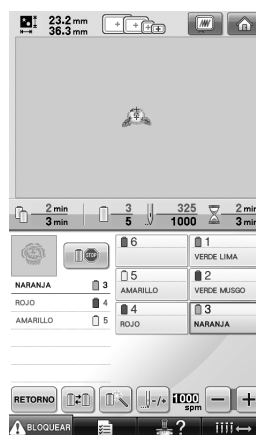 23.2 mm
36.3 mm
2 min
3 min
3
5
325
1000
2 min
3 min
6
1
VERDE LIMA
5
AMARILLO
2
VERDE MUSGO
4
ROJO
3
NARANJA
NARANJA 3
ROJO 4
AMARILLO 5
RETORNO
-/+
1000
spm
− +
BLOQUEAR
?